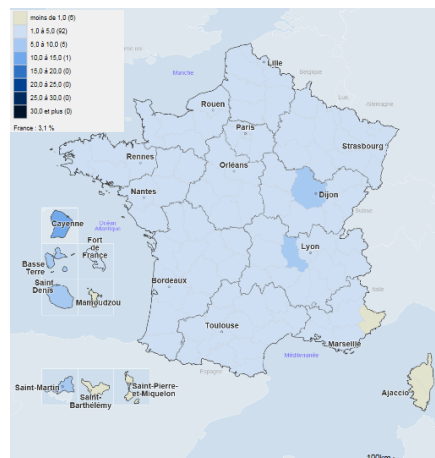 moins de 1,0 (6)
1,0 à 5,0 (92)
5,0 à 10,0 (5)
10,0 à 15,0 (1)
15,0 à 20,0 (0)
20,0 à 25,0 (0)
25,0 à 30,0 (0)
30,0 et plus (0)
France : 3,1 %
Manche
Lille
Belgique
Lux
Allemagne
Rouen
Paris
Strasbourg
Rennes
Orléans
Nantes
Dijon
Suisse
Cayenne
Océan
Atlantique
Fort
de
France
Basse
Terre
Lyon
Saint
Denis
Mamoudzou
Bordeaux
Italie
Toulouse
Marseille
Méditerranée
Espagne
Saint-Martin
Saint-
Barthélémy
Saint-Pierre-
et-Miquelon
Ajaccio
100km